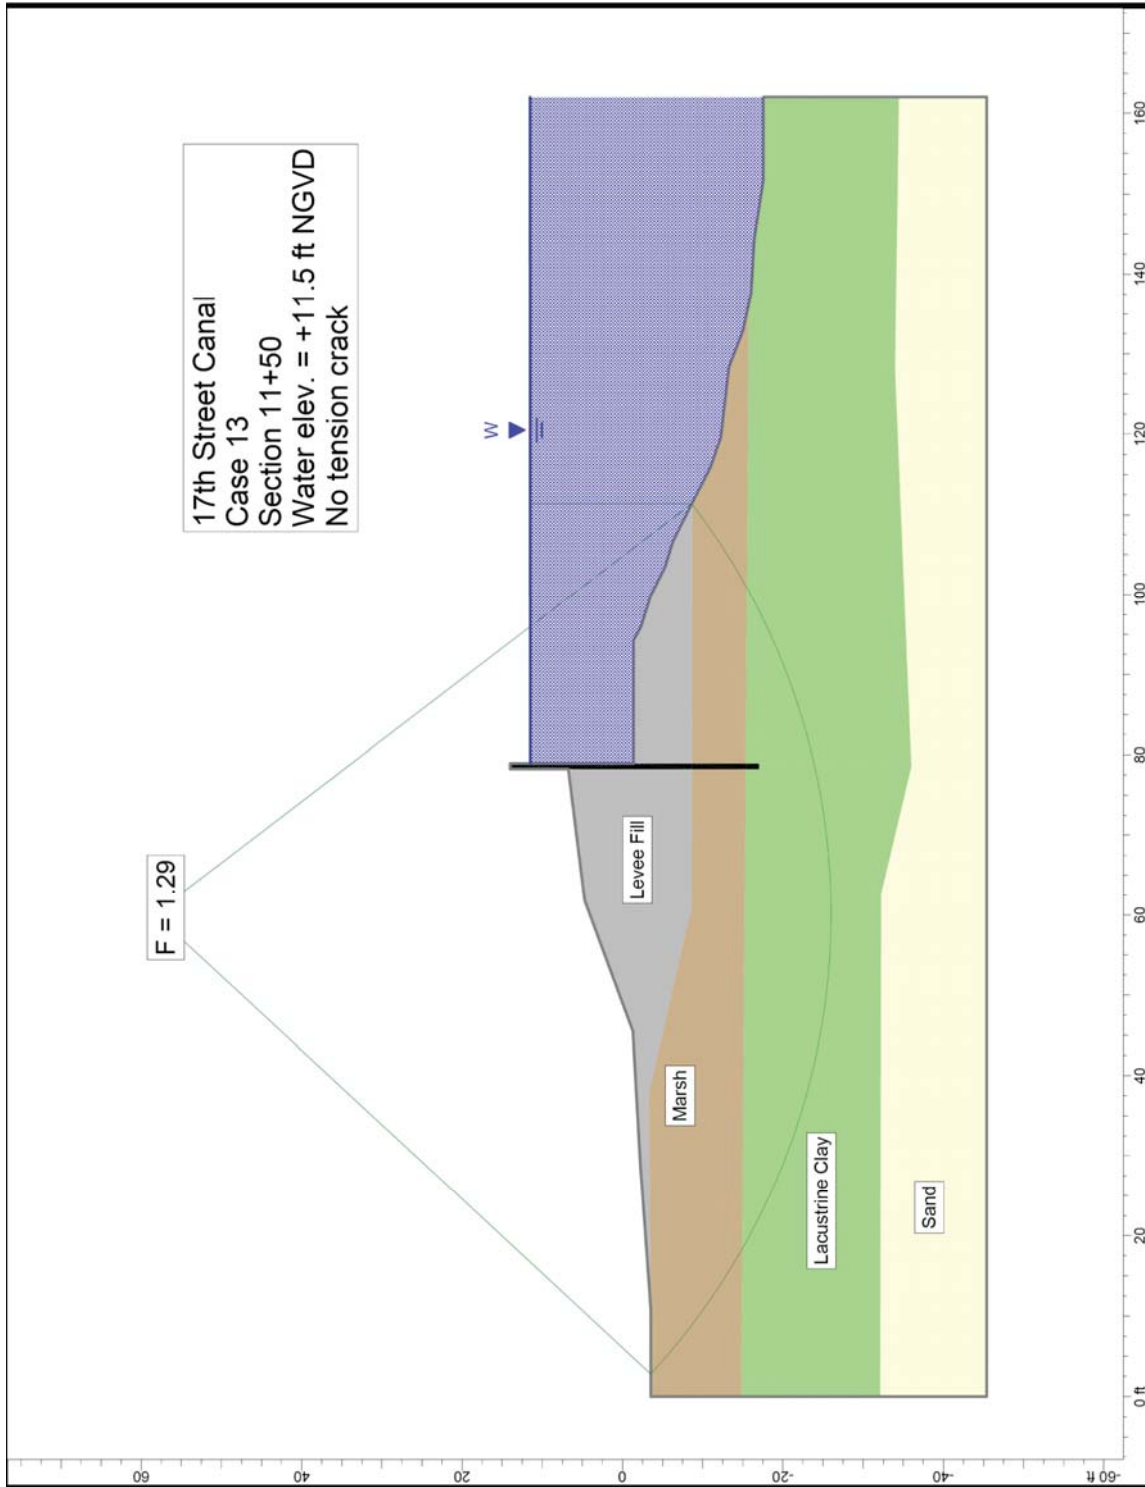 17th Street Canal
Case 13
Section 11+50
Water elev. = +11.5 ft NGVD
No tension crack
F = 1.29
W
Levee Fill
Marsh
Lacustrine Clay
Sand
60
40
20
0
-20
-40
-60 ft
0 ft
20
40
60
80
100
120
140
160